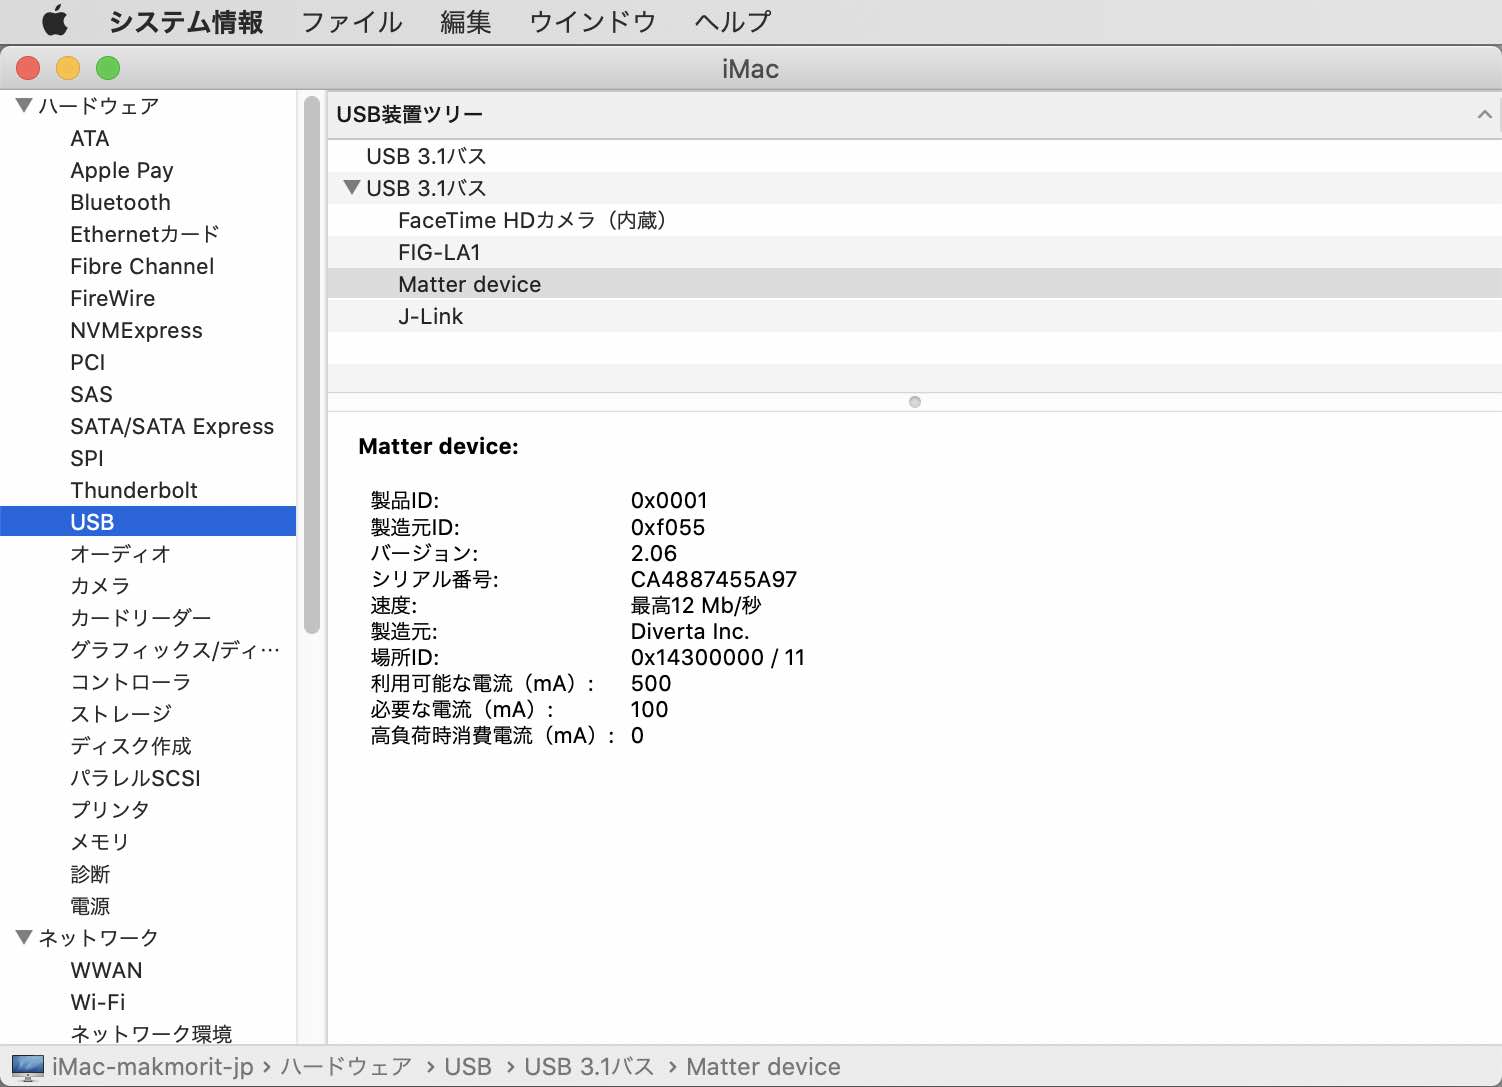 システム情報 ファイル 編集 ウインドウ ヘルプ
iMac
ハードウェア
ATA
Apple Pay
Bluetooth
Ethernetカード
Fibre Channel
FireWire
NVMExpress
PCI
SAS
SATA/SATA Express
SPI
Thunderbolt
USB
オーディオ
カメラ
カードリーダー
グラフィックス/ディ…
コントローラ
ストレージ
ディスク作成
パラレルSCSI
プリンタ
メモリ
診断
電源
ネットワーク
WWAN
Wi-Fi
ネットワーク環境
USB装置ツリー
USB 3.1バス
USB 3.1バス
FaceTime HDカメラ（内蔵）
FIG-LA1
Matter device
J-Link
Matter device:
製品ID: 0x0001
製造元ID: 0xf055
バージョン: 2.06
シリアル番号: CA4887455A97
速度: 最高12 Mb/秒
製造元: Diverta Inc.
場所ID: 0x14300000 / 11
利用可能な電流（mA）: 500
必要な電流（mA）: 100
高負荷時消費電流（mA）: 0
iMac-makmorit-jp › ハードウェア › USB › USB 3.1バス › Matter device